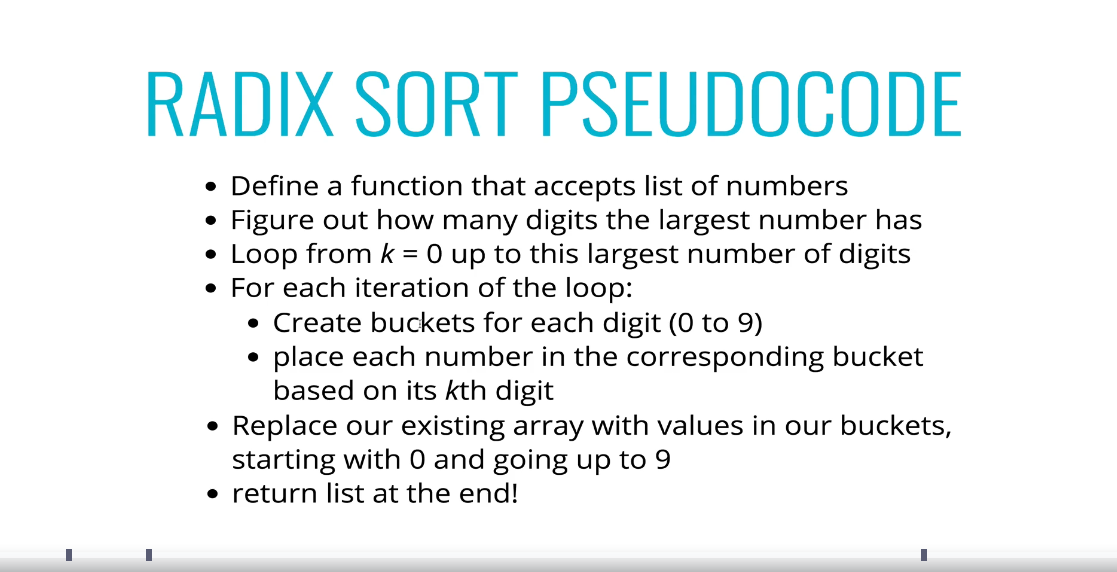 RADIX SORT PSEUDOCODE
• Define a function that accepts list of numbers
• Figure out how many digits the largest number has
• Loop from k = 0 up to this largest number of digits
• For each iteration of the loop:
• Create buckets for each digit (0 to 9)
• place each number in the corresponding bucket
based on its kth digit
• Replace our existing array with values in our buckets,
starting with 0 and going up to 9
• return list at the end!